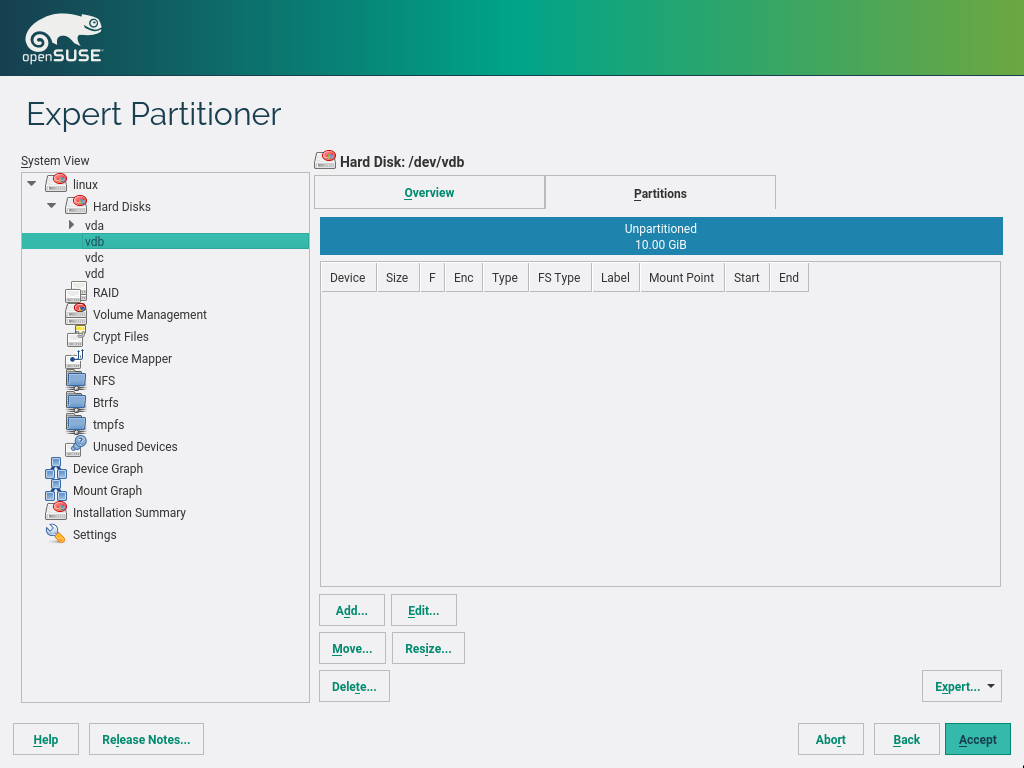 openSUSE
Expert Partitioner
System View
linux
Hard Disks
vda
vdb
vdc
vdd
RAID
Volume Management
Crypt Files
Device Mapper
NFS
Btrfs
tmpfs
Unused Devices
Device Graph
Mount Graph
Installation Summary
Settings
Hard Disk: /dev/vdb
Overview Partitions
Unpartitioned
10.00 GiB
Device Size F Enc Type FS Type Label Mount Point Start End
Add... Edit...
Move... Resize...
Delete... Expert...
Help Release Notes... Abort Back Accept